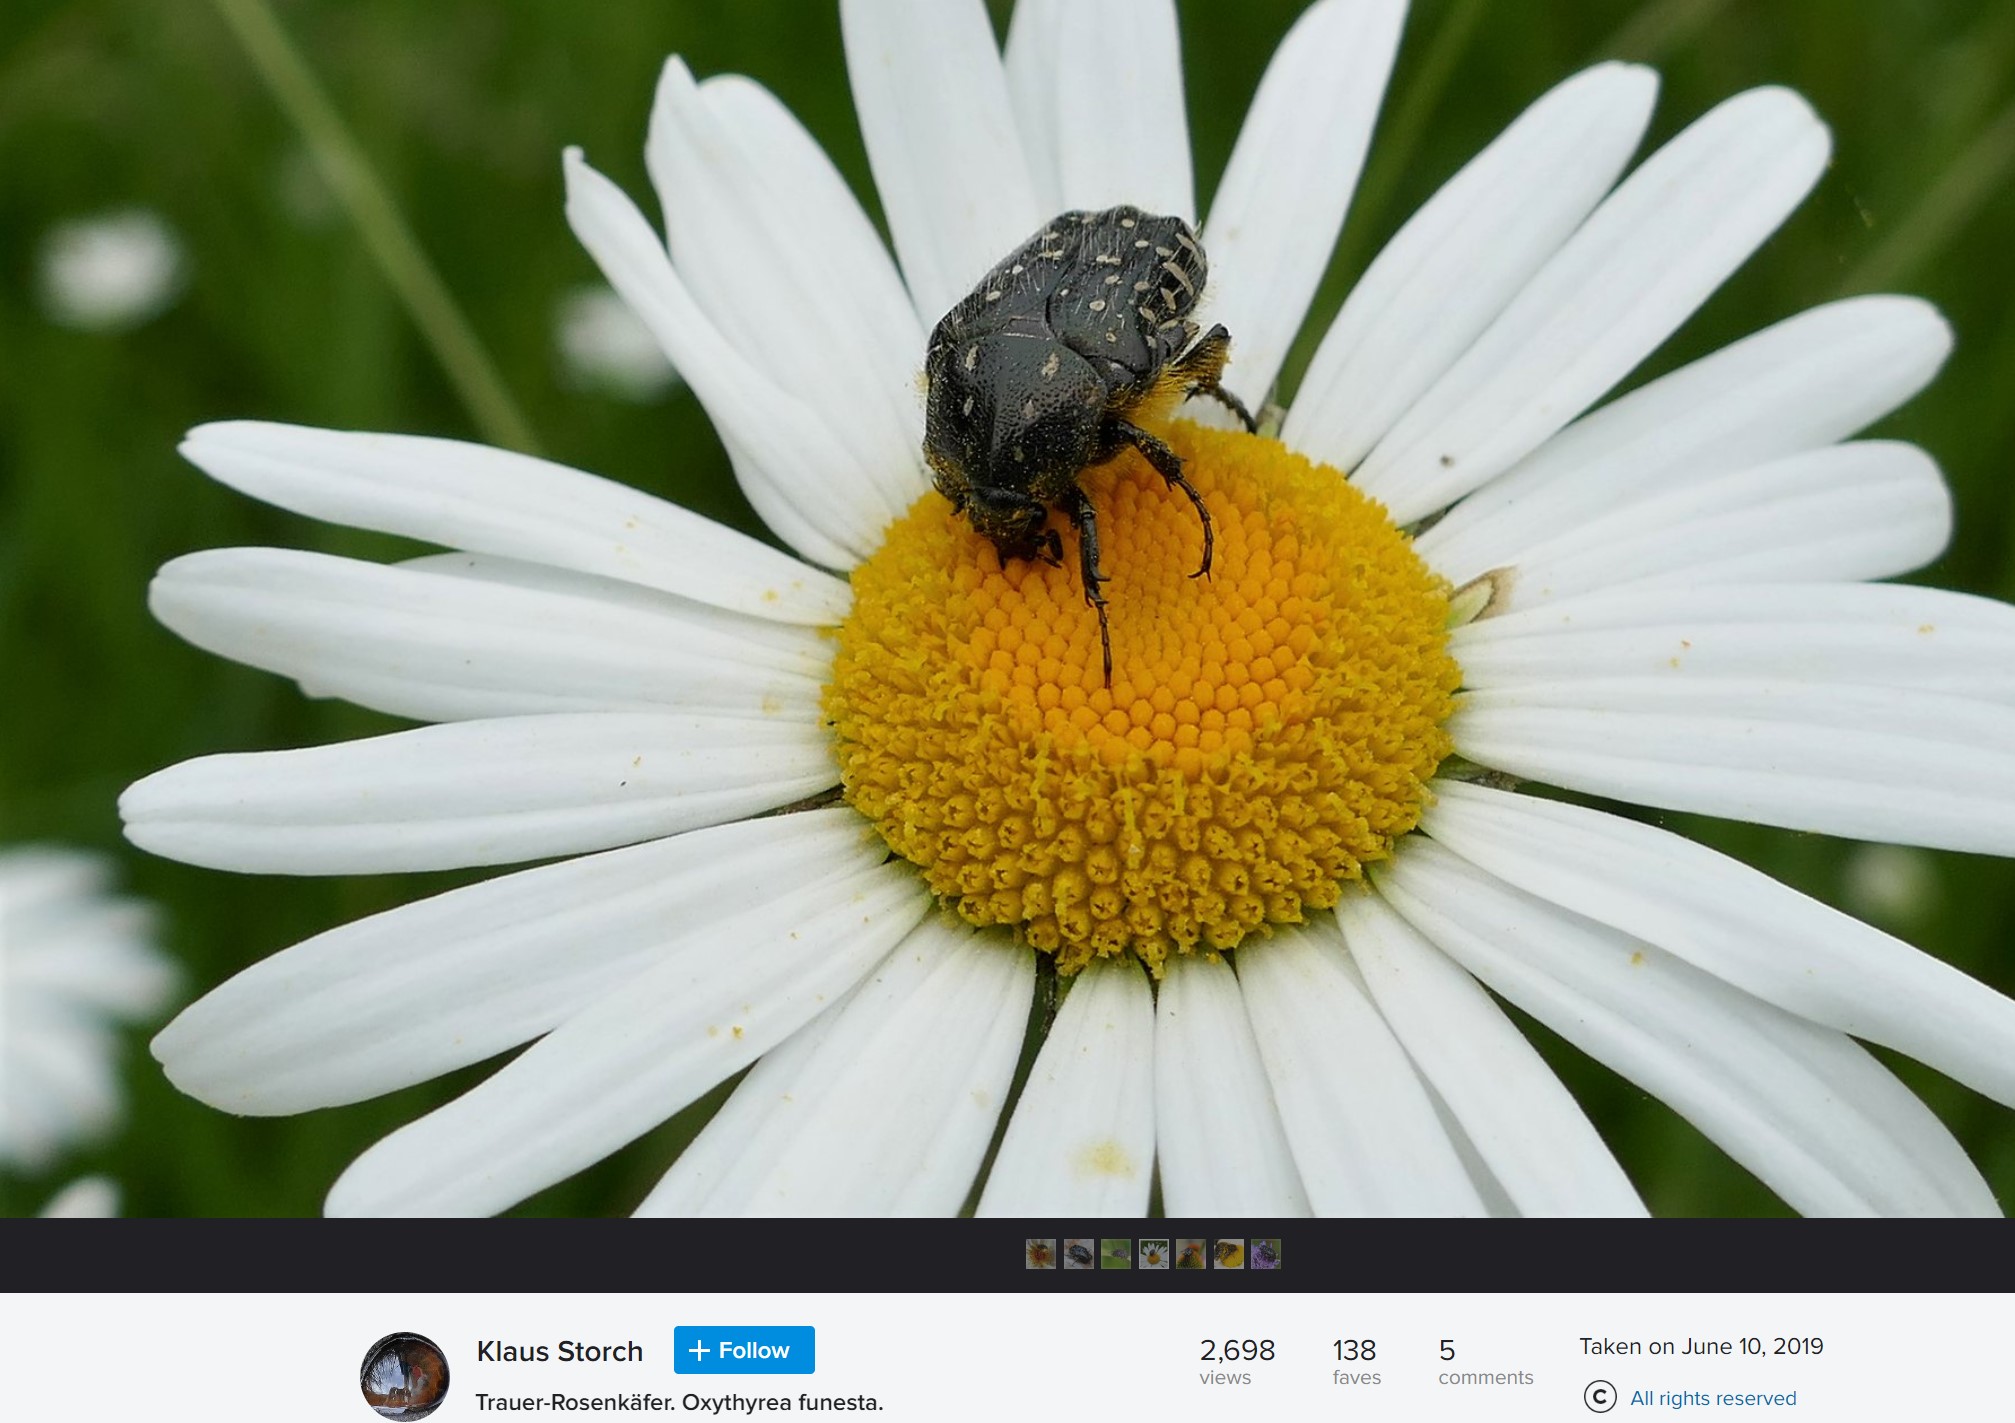 Klaus Storch
+ Follow
Trauer-Rosenkäfer. Oxythyrea funesta.
2,698
views
138
faves
5
comments
Taken on June 10, 2019
© All rights reserved